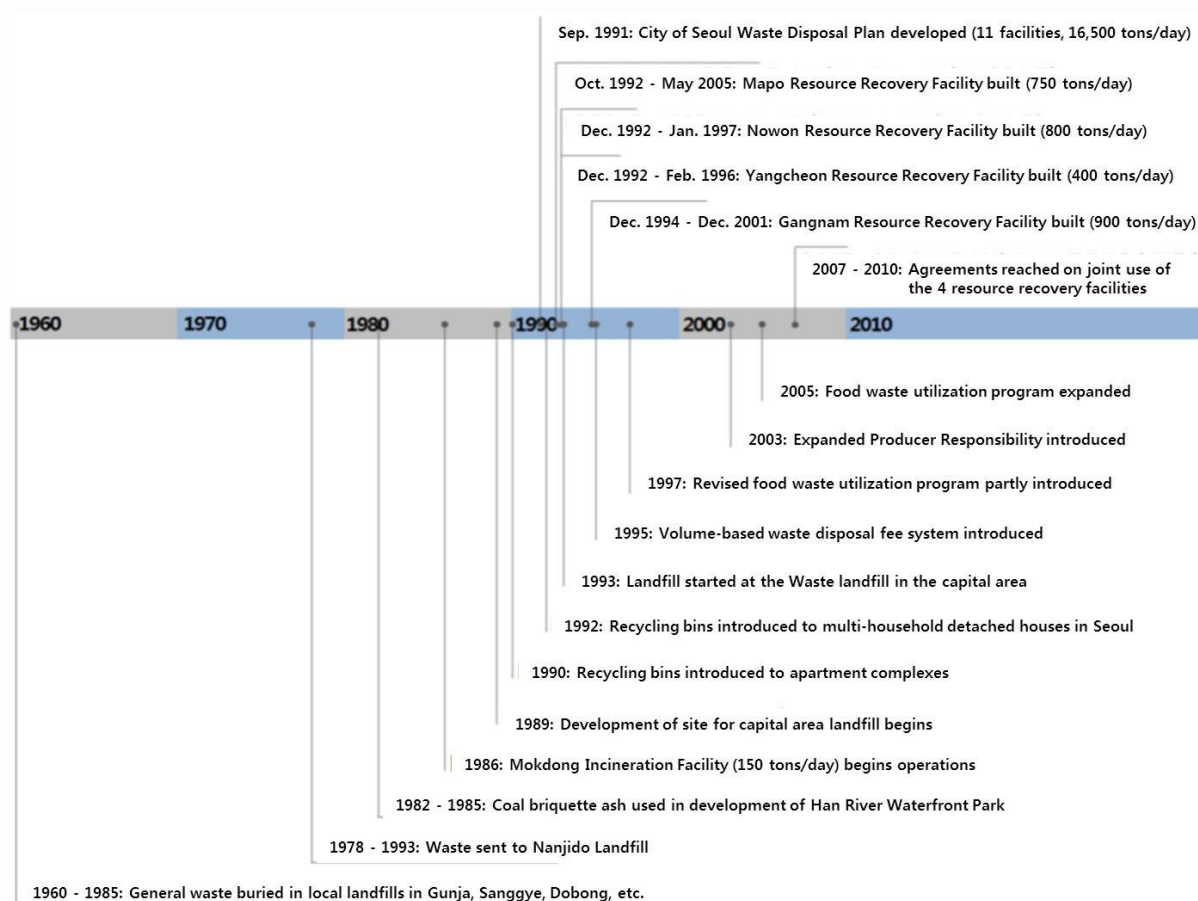 Sep. 1991: City of Seoul Waste Disposal Plan developed (11 facilities, 16,500 tons/day)
Oct. 1992 - May 2005: Mapo Resource Recovery Facility built (750 tons/day)
Dec. 1992 - Jan. 1997: Nowon Resource Recovery Facility built (800 tons/day)
Dec. 1992 - Feb. 1996: Yangcheon Resource Recovery Facility built (400 tons/day)
Dec. 1994 - Dec. 2001: Gangnam Resource Recovery Facility built (900 tons/day)
2007 - 2010: Agreements reached on joint use of
the 4 resource recovery facilities
1960 1970 1980 1990 2000 2010
2005: Food waste utilization program expanded
2003: Expanded Producer Responsibility introduced
1997: Revised food waste utilization program partly introduced
1995: Volume-based waste disposal fee system introduced
1993: Landfill started at the Waste landfill in the capital area
1992: Recycling bins introduced to multi-household detached houses in Seoul
1990: Recycling bins introduced to apartment complexes
1989: Development of site for capital area landfill begins
1986: Mokdong Incineration Facility (150 tons/day) begins operations
1982 - 1985: Coal briquette ash used in development of Han River Waterfront Park
1978 - 1993: Waste sent to Nanjido Landfill
1960 - 1985: General waste buried in local landfills in Gunja, Sanggye, Dobong, etc.